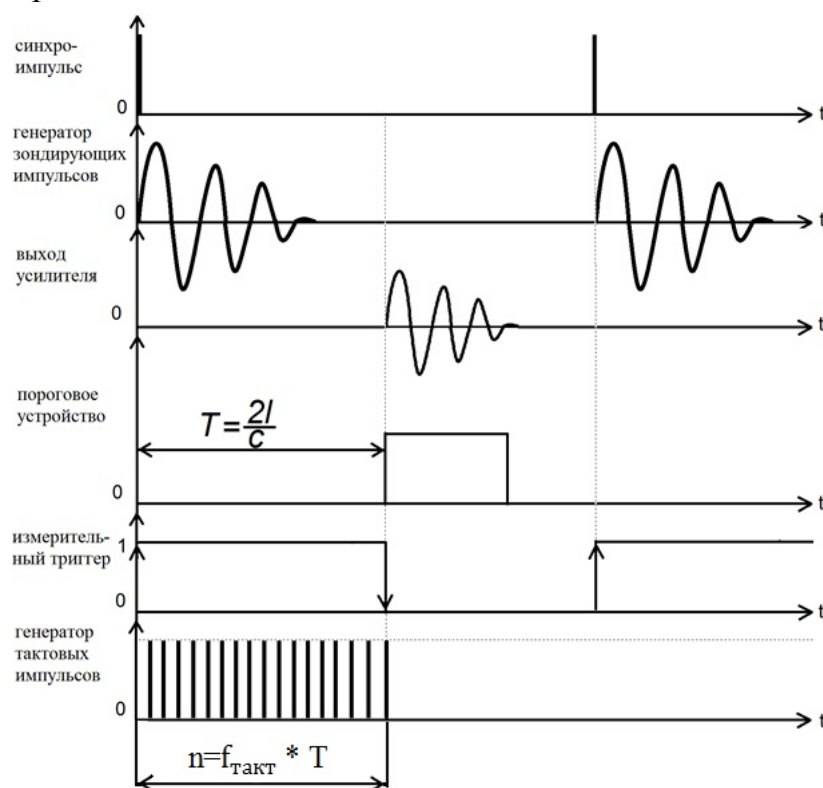 синхро-
импульс
0
t
генератор
зондирующих
импульсов
0
t
выход
усилителя
0
t
пороговое
устройство
T=2l/c
0
t
измеритель-
ный триггер
1
0
t
генератор
тактовых
импульсов
0
t
n=fтакт * T